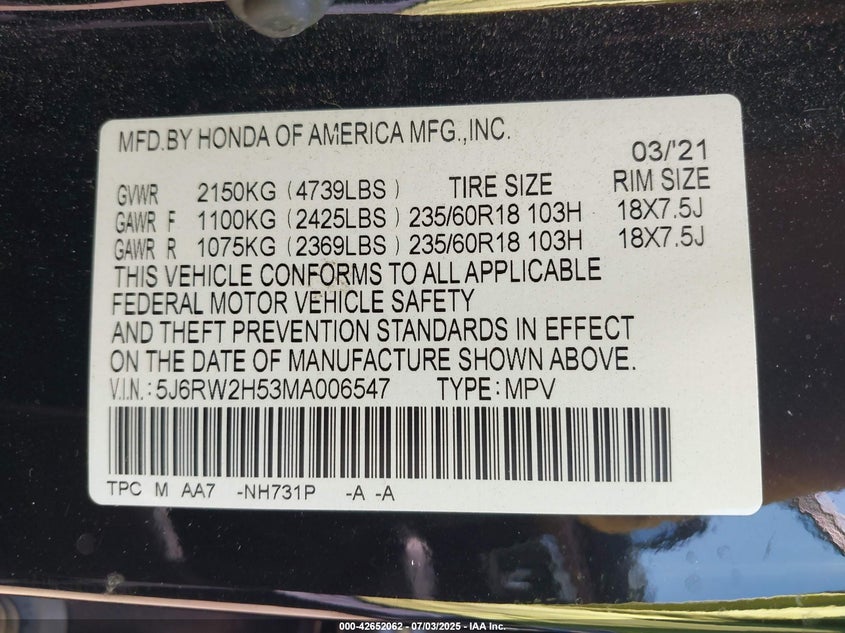 MFD.BY HONDA OF AMERICA MFG.,INC.
03/'21
GVWR 2150KG (4739LBS) TIRE SIZE RIM SIZE
GAWR F 1100KG (2425LBS) 235/60R18 103H 18X7.5J
GAWR R 1075KG (2369LBS) 235/60R18 103H 18X7.5J
THIS VEHICLE CONFORMS TO ALL APPLICABLE
FEDERAL MOTOR VEHICLE SAFETY
AND THEFT PREVENTION STANDARDS IN EFFECT
ON THE DATE OF MANUFACTURE SHOWN ABOVE.
V.I.N.: 5J6RW2H53MA006547 TYPE: MPV
TPC M AA7 -NH731P -A -A
000-42652062 - 07/03/2025 - IAA Inc.